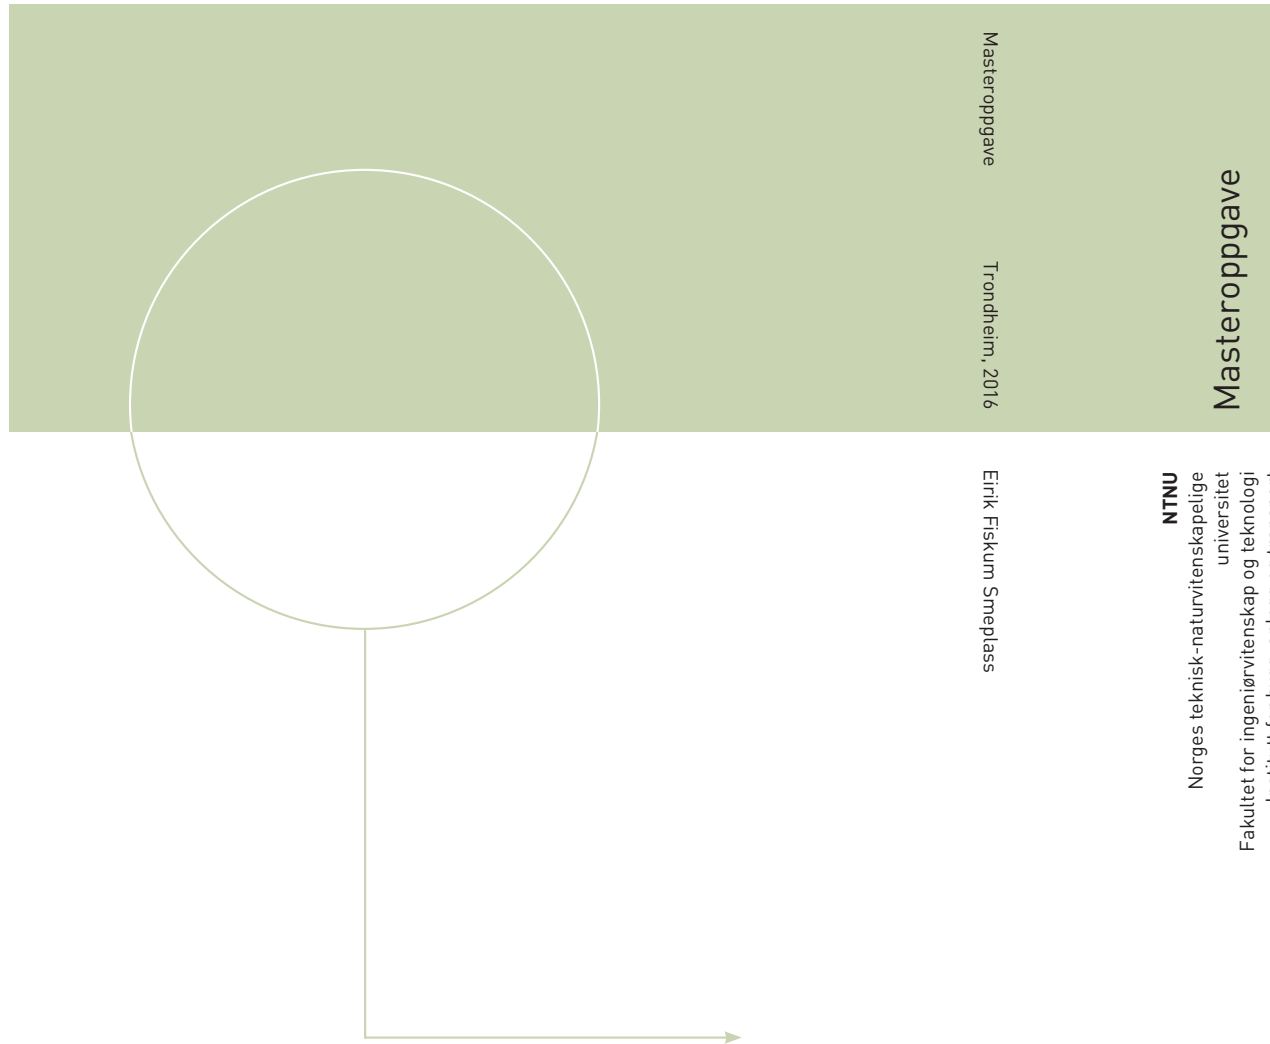 Masteroppgave
Trondheim, 2016
Eirik Fiskum Smeplass
Masteroppgave
NTNU
Norges teknisk-naturvitenskapelige
universitet
Fakultet for ingeniørvitenskap og teknologi